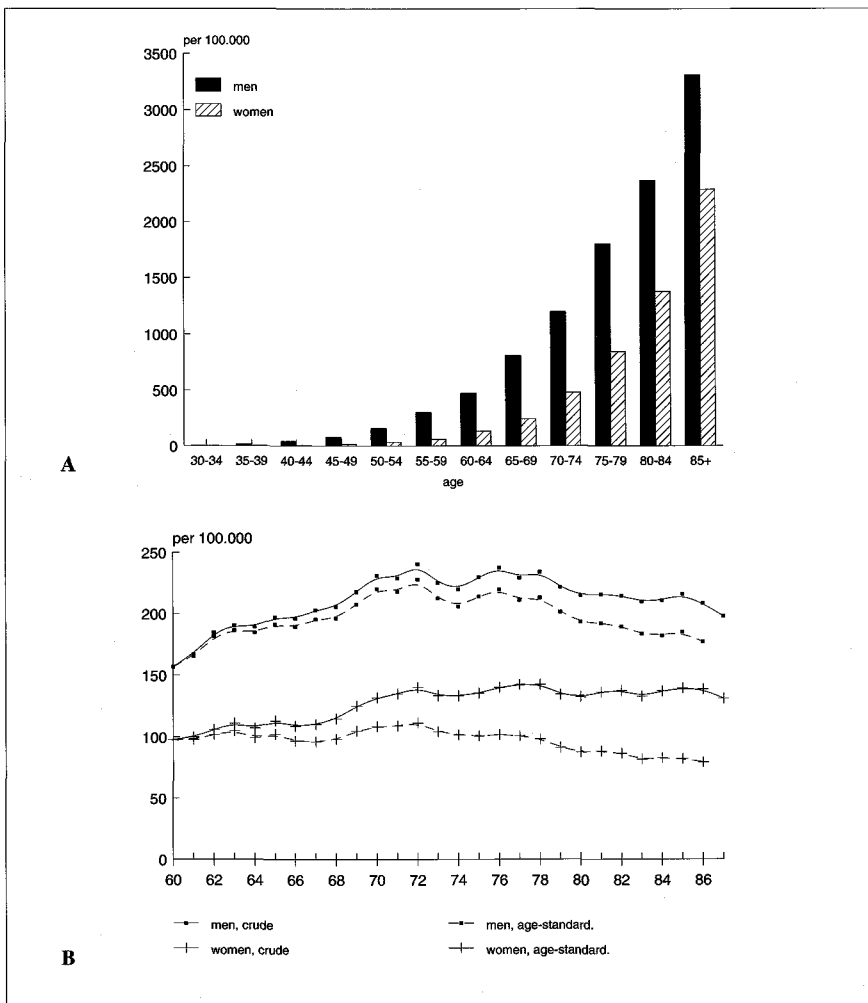 per 100.000
3500
men
3000
women
2500
2000
1500
1000
500
0
30-34 35-39 40-44 45-49 50-54 55-59 60-64 65-69 70-74 75-79 80-84 85+
A
age
per 100.000
250
200
150
100
50
0
60 62 64 66 68 70 72 74 76 78 80 82 84 86
men, crude men, age-standard.
women, crude women, age-standard.
B